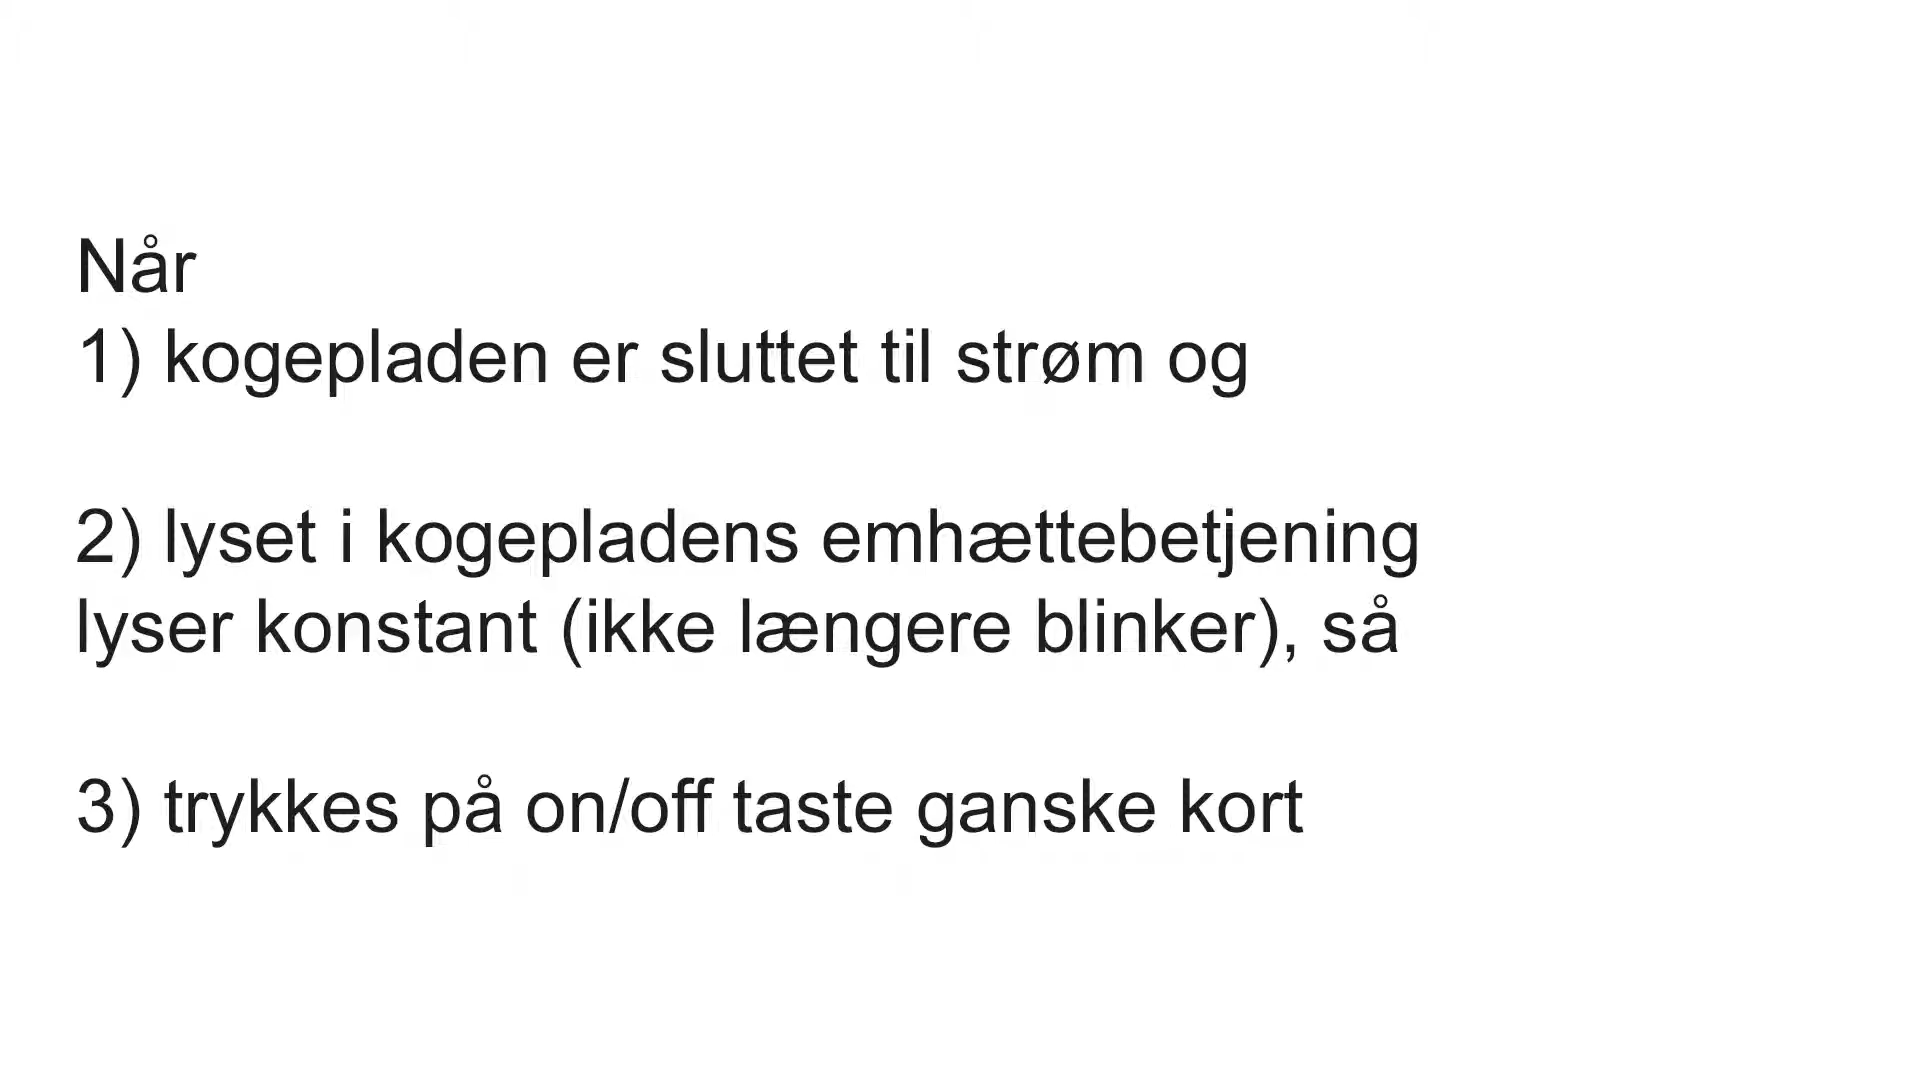 Når
1) kogepladen er sluttet til strøm og
2) lyset i kogepladens emhættebetjening
lyser konstant (ikke længere blinker), så
3) trykkes på on/off taste ganske kort